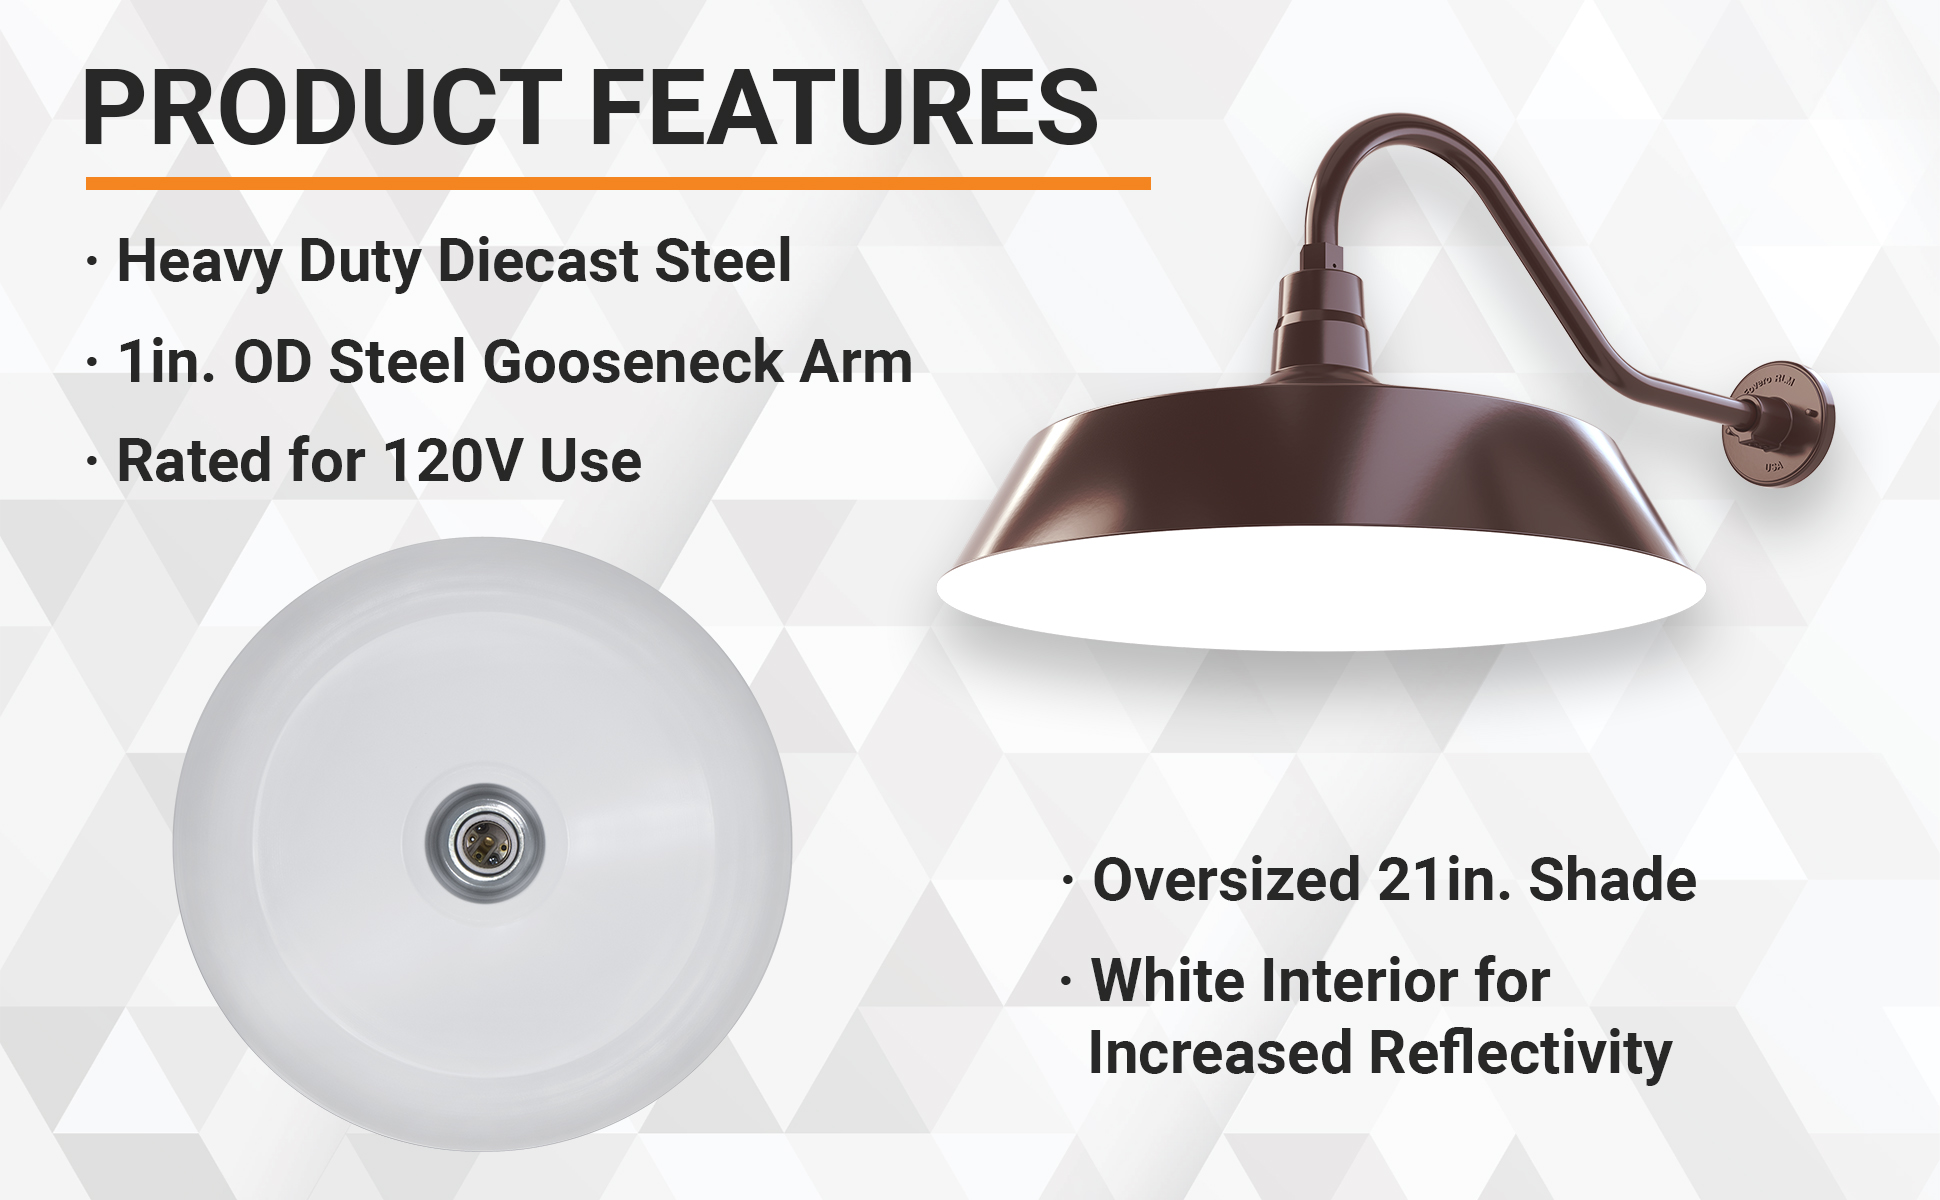 PRODUCT FEATURES
· Heavy Duty Diecast Steel
· 1in. OD Steel Gooseneck Arm
· Rated for 120V Use
RLM
USA
· Oversized 21in. Shade
· White Interior for
Increased Reflectivity